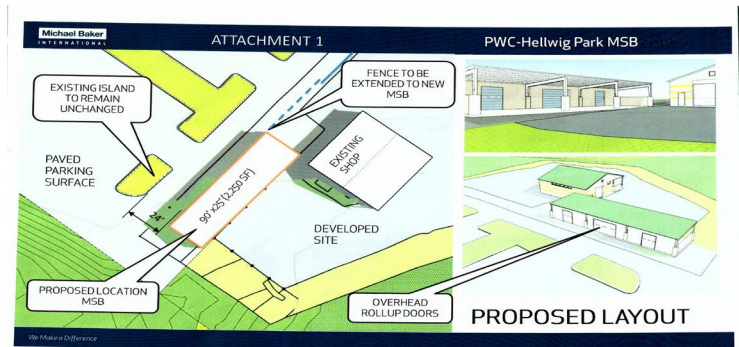 Michael Baker
INTERNATIONAL
ATTACHMENT 1
PWC-Hellwig Park MSB
EXISTING ISLAND
TO REMAIN
UNCHANGED
FENCE TO BE
EXTENDED TO NEW
MSB
PAVED
PARKING
SURFACE
EXISTING
SHOP
90'x25' (2,250 SF)
24'
DEVELOPED
SITE
PROPOSED LOCATION
MSB
OVERHEAD
ROLLUP DOORS
PROPOSED LAYOUT
We Make a Difference